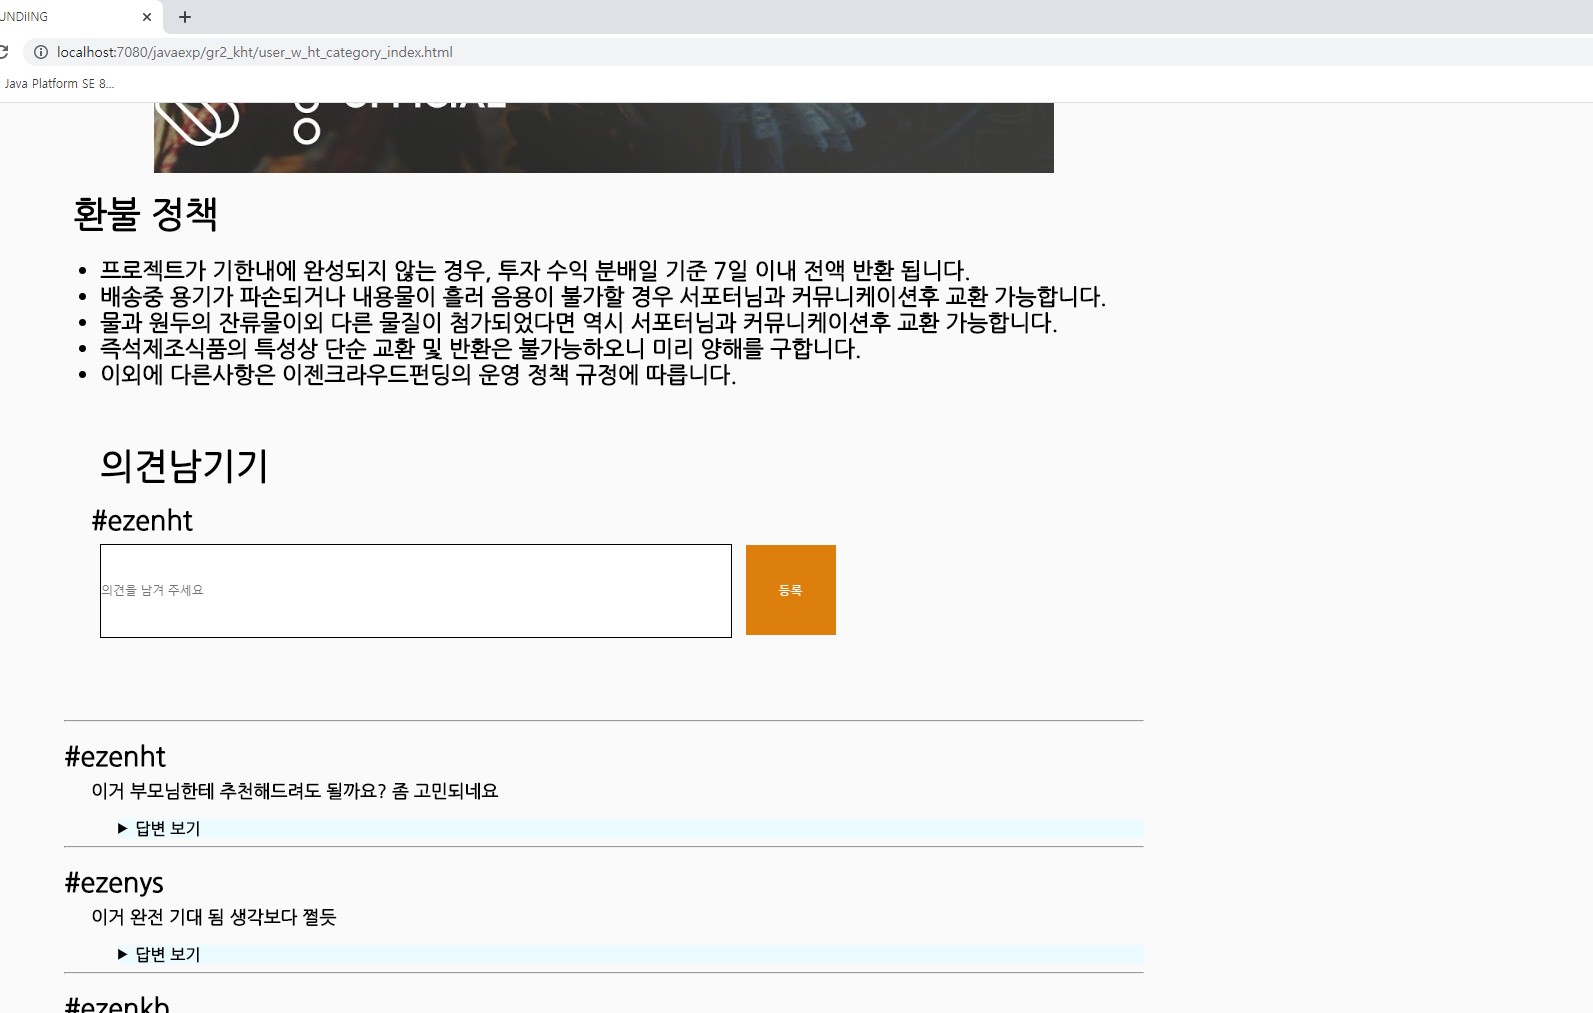 UNDiING
localhost:7080/javaexp/gr2_kht/user_w_ht_category_index.html
Java Platform SE 8...
OFFICIAL
환불 정책
• 프로젝트가 기한내에 완성되지 않는 경우, 투자 수익 분배일 기준 7일 이내 전액 반환 됩니다.
• 배송중 용기가 파손되거나 내용물이 흘러 음용이 불가할 경우 서포터님과 커뮤니케이션후 교환 가능합니다.
• 물과 원두의 잔류물이외 다른 물질이 첨가되었다면 역시 서포터님과 커뮤니케이션후 교환 가능합니다.
• 즉석제조식품의 특성상 단순 교환 및 반환은 불가능하오니 미리 양해를 구합니다.
• 이외에 다른사항은 이젠크라우드펀딩의 운영 정책 규정에 따릅니다.
의견남기기
#ezenht
의견을 남겨 주세요
등록
#ezenht
이거 부모님한테 추천해드려도 될까요? 좀 고민되네요
▶ 답변 보기
#ezenys
이거 완전 기대 됨 생각보다 쩔듯
▶ 답변 보기
#ezenkb